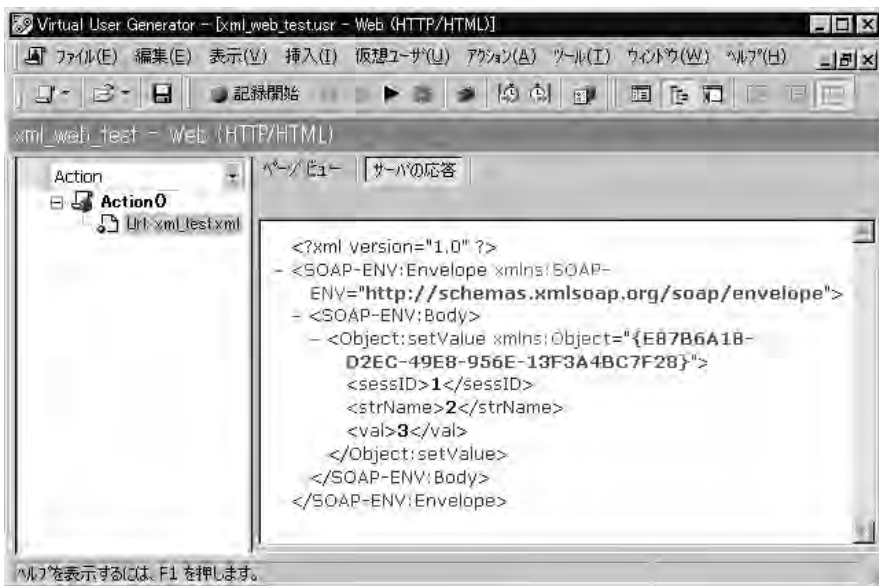 Virtual User Generator - [xml_web_test.usr - Web (HTTP/HTML)]
ファイル(E) 編集(E) 表示(V) 挿入(I) 仮想ユーザ(U) アクション(A) ツール(T) ウィンドウ(W) ヘルプ(H)
記録開始
xml_web_test - Web (HTTP/HTML)
Action
Action()
Url: xml_test.xml
ページ ビュー サーバの応答
<?xml version="1.0" ?>
- <SOAP-ENV:Envelope xmlns:SOAP-
ENV="http://schemas.xmlsoap.org/soap/envelope">
- <SOAP-ENV:Body>
- <Object:setValue xmlns:Object="{E87B6A18-
D2EC-49E8-956E-13F3A4BC7F28}">
<sessID>1</sessID>
<strName>2</strName>
<val>3</val>
</Object:setValue>
</SOAP-ENV:Body>
</SOAP-ENV:Envelope>
ヘルプを表示するには、F1 を押します。